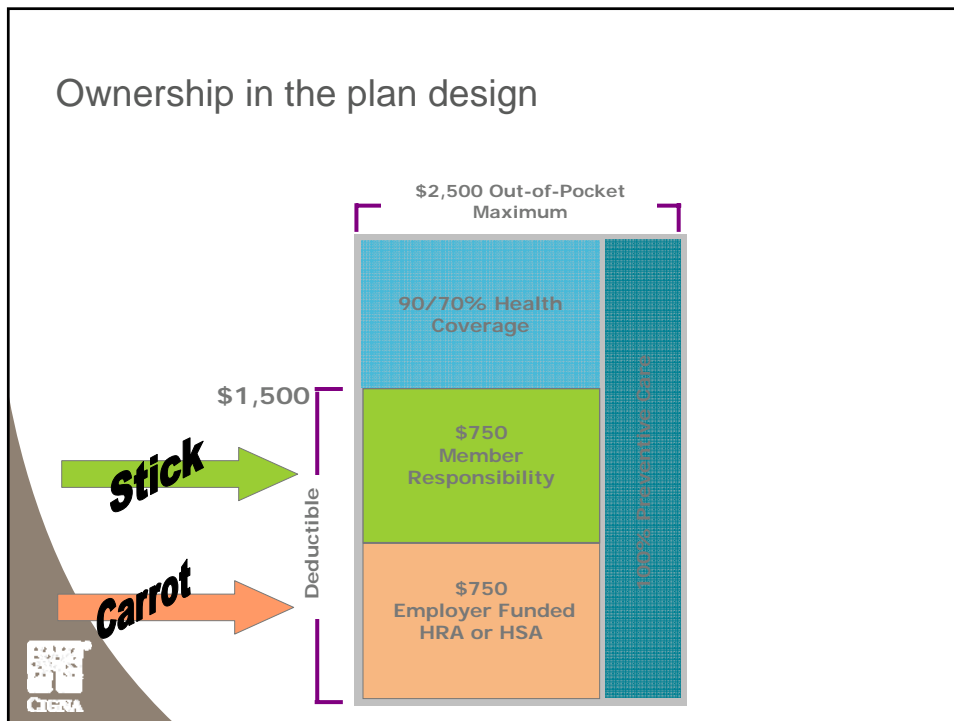 Ownership in the plan design
$2,500 Out-of-Pocket
Maximum
90/70% Health
Coverage
100% Preventive Care
$1,500
Stick
$750
Member
Responsibility
Deductible
Carrot
$750
Employer Funded
HRA or HSA
CIGNA